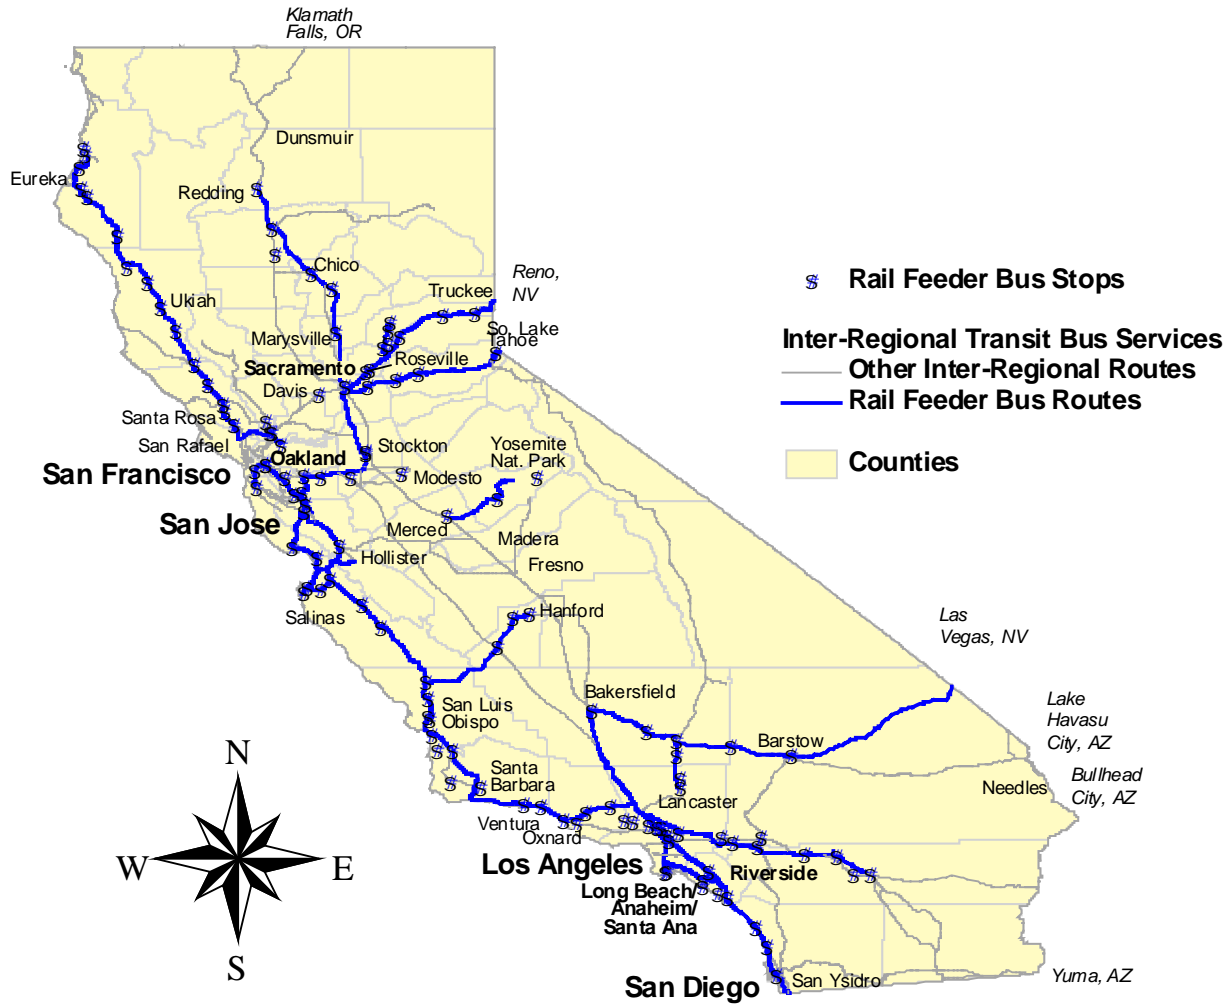 Klamath
Falls, OR
Dunsmuir
Eureka
Redding
Chico
Reno,
NV
Truckee
Ukiah
So. Lake
Tahoe
Marysville
Roseville
Sacramento
Davis
Santa Rosa
San Rafael
Stockton
Yosemite
Nat. Park
Oakland
San Francisco
Modesto
San Jose
Merced
Madera
Hollister
Fresno
Salinas
Hanford
Las
Vegas, NV
Bakersfield
San Luis
Obispo
Lake
Havasu
City, AZ
Barstow
Santa
Barbara
Bullhead
City, AZ
Needles
Lancaster
Ventura
Oxnard
Los Angeles
Riverside
Long Beach/
Anaheim/
Santa Ana
San Diego
San Ysidro
Yuma, AZ
Rail Feeder Bus Stops
Inter-Regional Transit Bus Services
Other Inter-Regional Routes
Rail Feeder Bus Routes
Counties
N
W
E
S